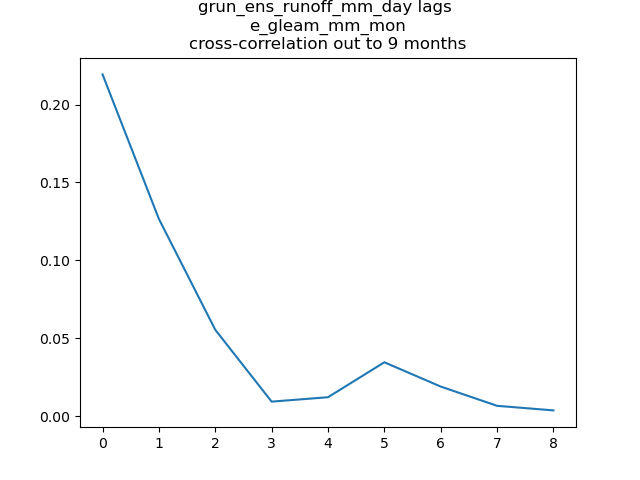 grun_ens_runoff_mm_day lags
e_gleam_mm_mon
cross-correlation out to 9 months
0.20
0.15
0.10
0.05
0.00
0 1 2 3 4 5 6 7 8